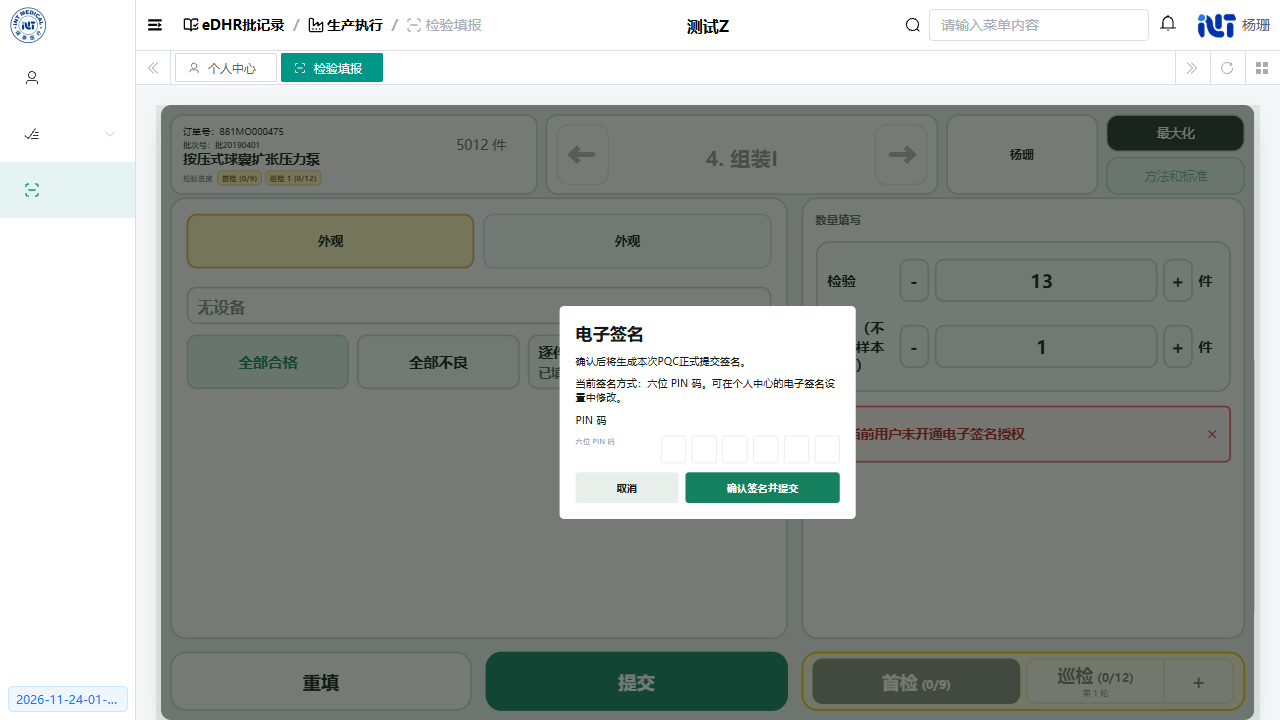 eDHR批记录 / 生产执行 / 检验填报
测试Z
请输入菜单内容
杨珊
个人中心
检验填报
订单号：881MO000475
批次号：批20190401
按压式球囊扩张压力泵
检验进度 首检 (0/9) 巡检 1 (0/12)
5012 件
4. 组装Ⅰ
杨珊
最大化
方法和标准
外观
外观
无设备
全部合格
全部不良
数量填写
检验
-
13
+
件
（不
样本
）
-
1
+
件
前用户未开通电子签名授权
电子签名
确认后将生成本次PQC正式提交签名。
当前签名方式：六位 PIN 码。可在个人中心的电子签名设
置中修改。
PIN 码
六位 PIN 码
取消
确认签名并提交
重填
提交
首检 (0/9)
巡检 (0/12)
第 1 轮
+
2026-11-24-01-...